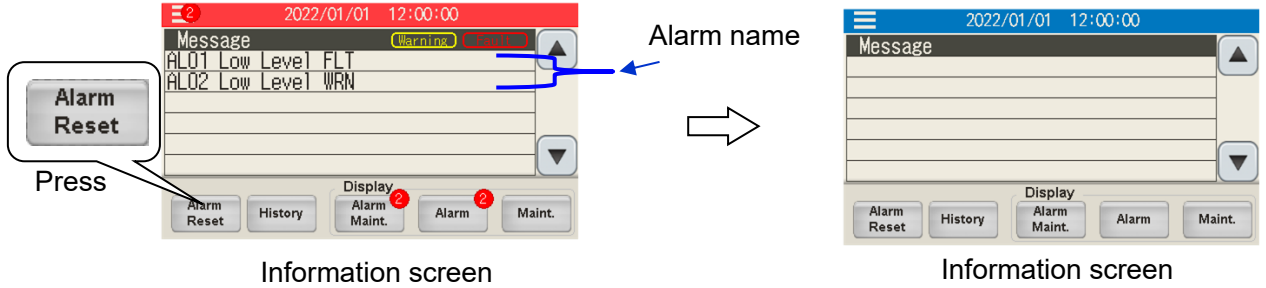 2 2022/01/01 12:00:00
Message Warning
AL01 Low Level FLT
AL02 Low Level WRN
Alarm name
Alarm
Reset
Press
Display
Alarm
Reset
History
Alarm
Maint.
2
Alarm
2
Maint.
Information screen
2022/01/01 12:00:00
Message
Display
Alarm
Reset
History
Alarm
Maint.
Alarm
Maint.
Information screen